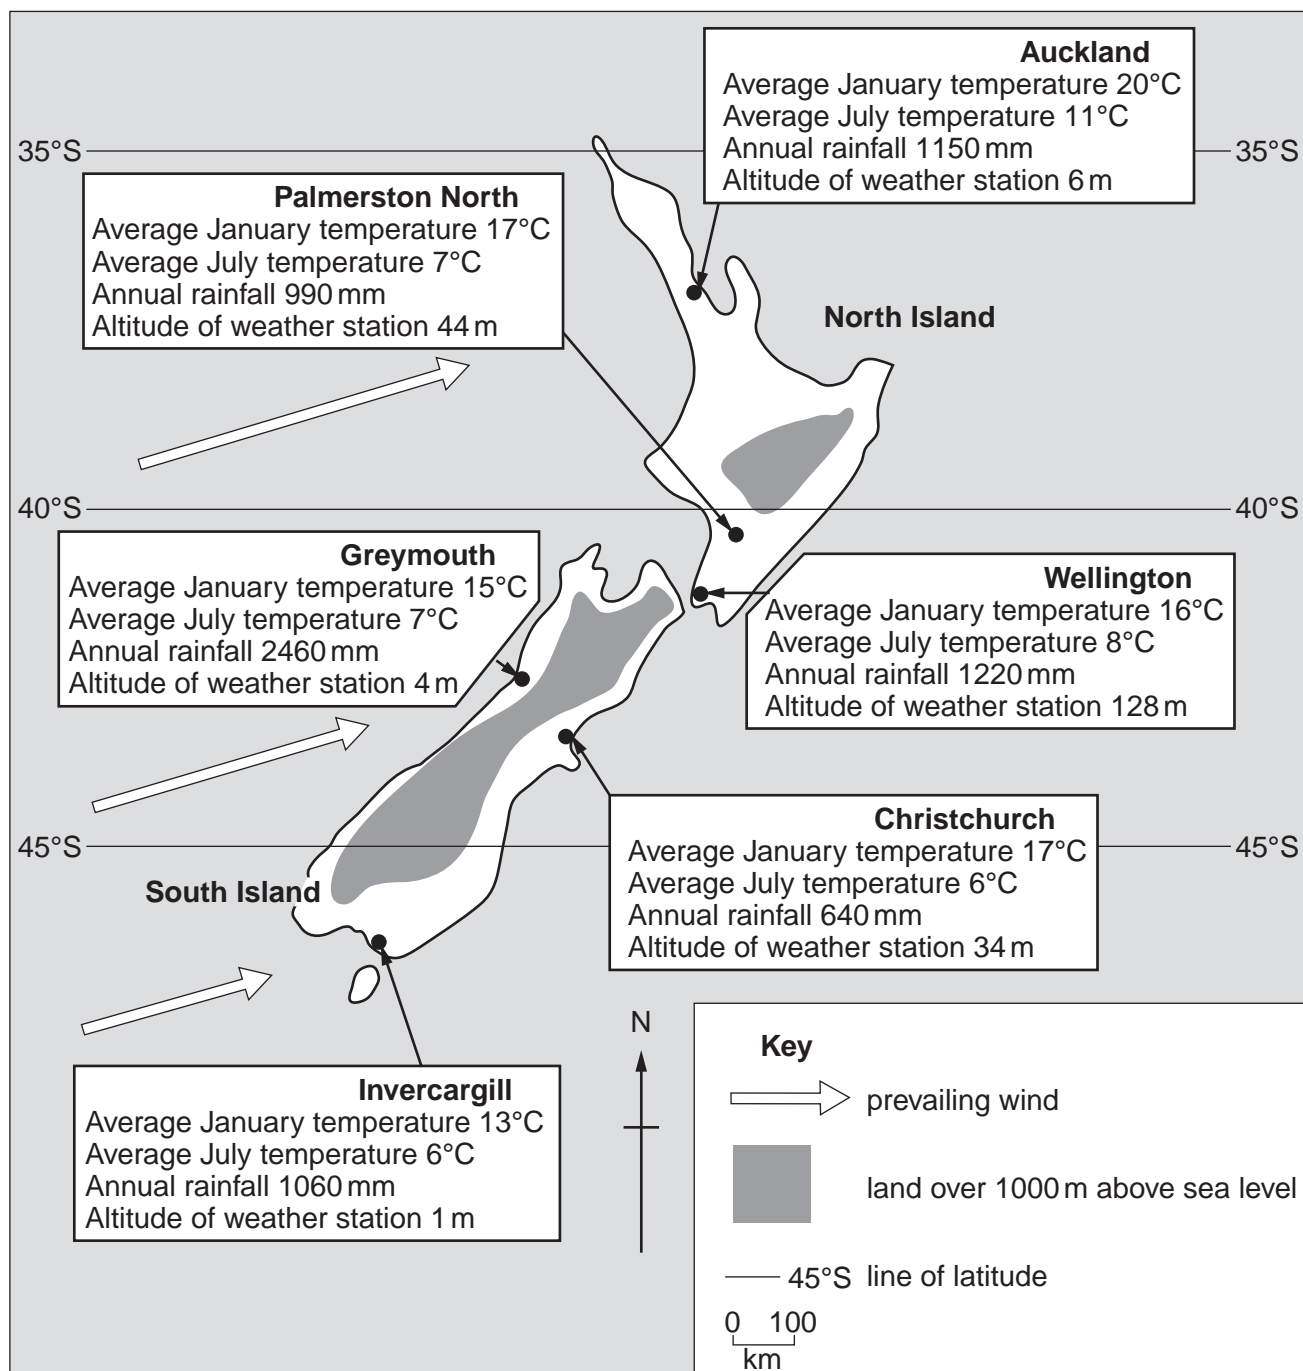 Auckland
Average January temperature 20°C
Average July temperature 11°C
Annual rainfall 1150 mm
Altitude of weather station 6 m
35°S
35°S
Palmerston North
Average January temperature 17°C
Average July temperature 7°C
Annual rainfall 990 mm
Altitude of weather station 44 m
North Island
40°S
40°S
Greymouth
Average January temperature 15°C
Average July temperature 7°C
Annual rainfall 2460 mm
Altitude of weather station 4 m
Wellington
Average January temperature 16°C
Average July temperature 8°C
Annual rainfall 1220 mm
Altitude of weather station 128 m
Christchurch
Average January temperature 17°C
Average July temperature 6°C
Annual rainfall 640 mm
Altitude of weather station 34 m
45°S
45°S
South Island
Invercargill
Average January temperature 13°C
Average July temperature 6°C
Annual rainfall 1060 mm
Altitude of weather station 1 m
N
Key
prevailing wind
land over 1000 m above sea level
45°S line of latitude
0 100
km